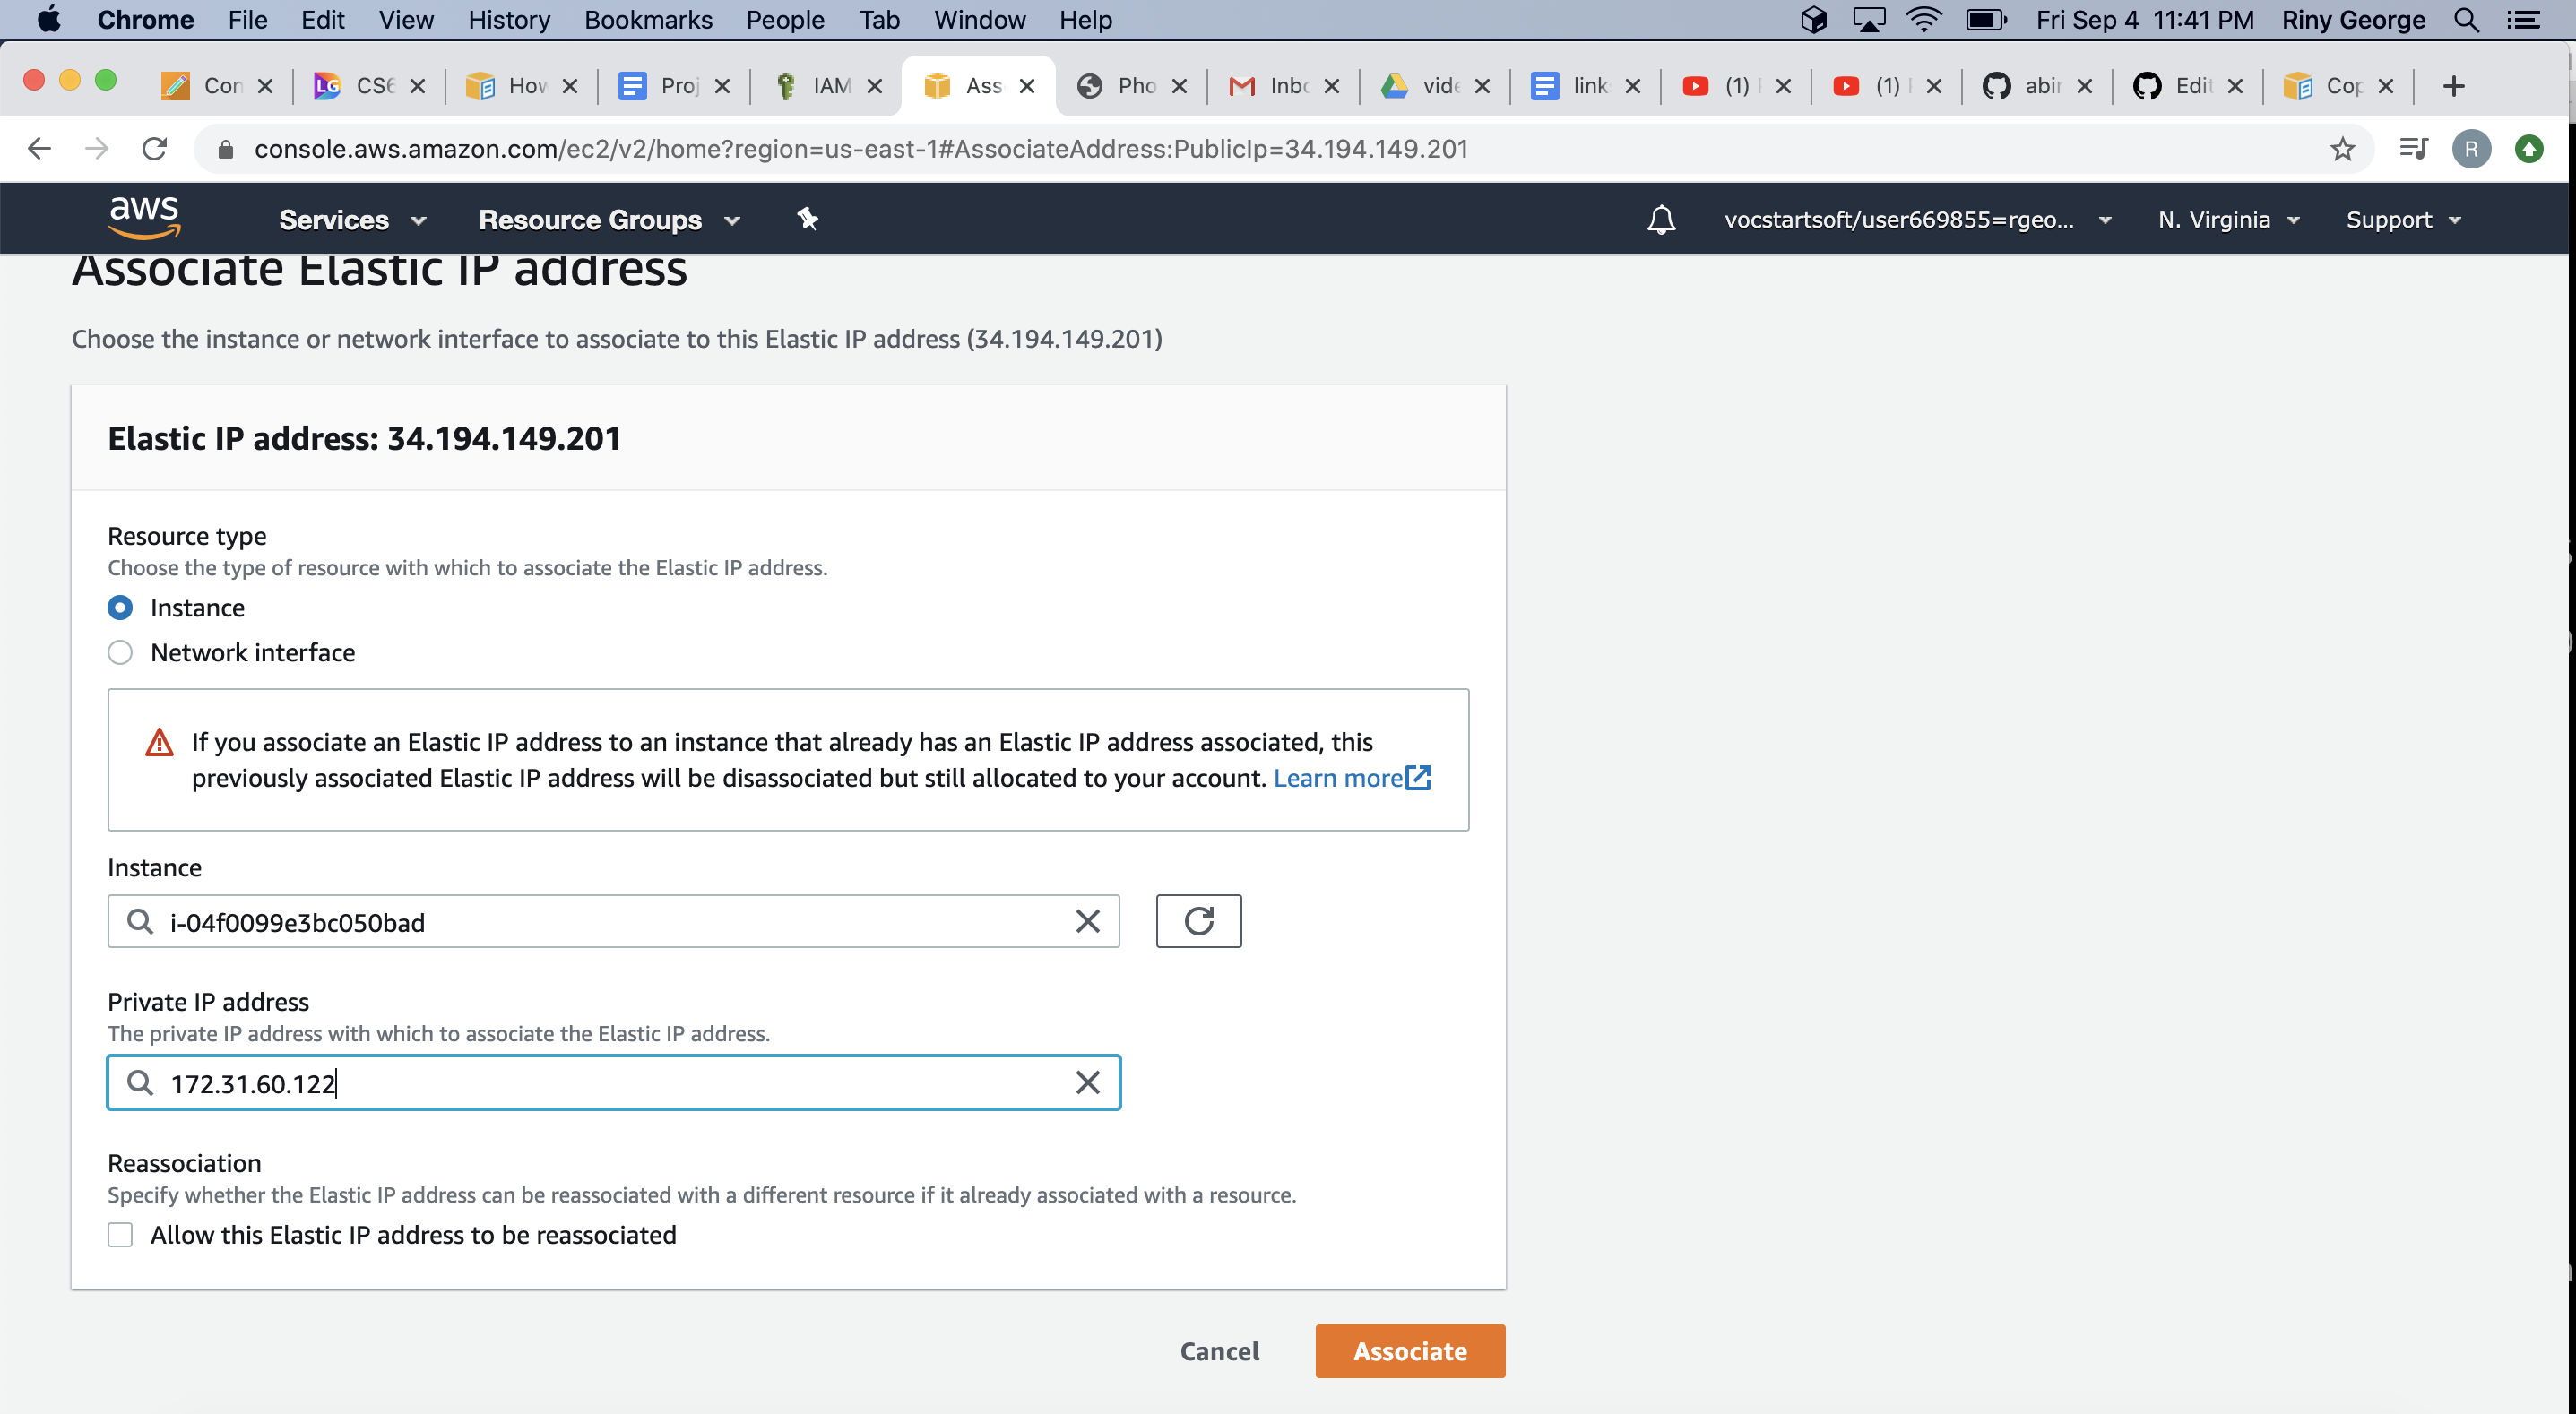 Chrome File Edit View History Bookmarks People Tab Window Help Fri Sep 4 11:41 PM Riny George
Con CS6 How Proj IAM Ass Pho Inbo vide link (1) (1) abir Edit Cop
console.aws.amazon.com/ec2/v2/home?region=us-east-1#AssociateAddress:PublicIp=34.194.149.201 R
aws Services Resource Groups vocstartsoft/user669855=rgeo... N. Virginia Support
Associate Elastic IP address
Choose the instance or network interface to associate to this Elastic IP address (34.194.149.201)
Elastic IP address: 34.194.149.201
Resource type
Choose the type of resource with which to associate the Elastic IP address.
Instance
Network interface
If you associate an Elastic IP address to an instance that already has an Elastic IP address associated, this
previously associated Elastic IP address will be disassociated but still allocated to your account. Learn more
Instance
i-04f0099e3bc050bad
Private IP address
The private IP address with which to associate the Elastic IP address.
172.31.60.122
Reassociation
Specify whether the Elastic IP address can be reassociated with a different resource if it already associated with a resource.
Allow this Elastic IP address to be reassociated
Cancel Associate